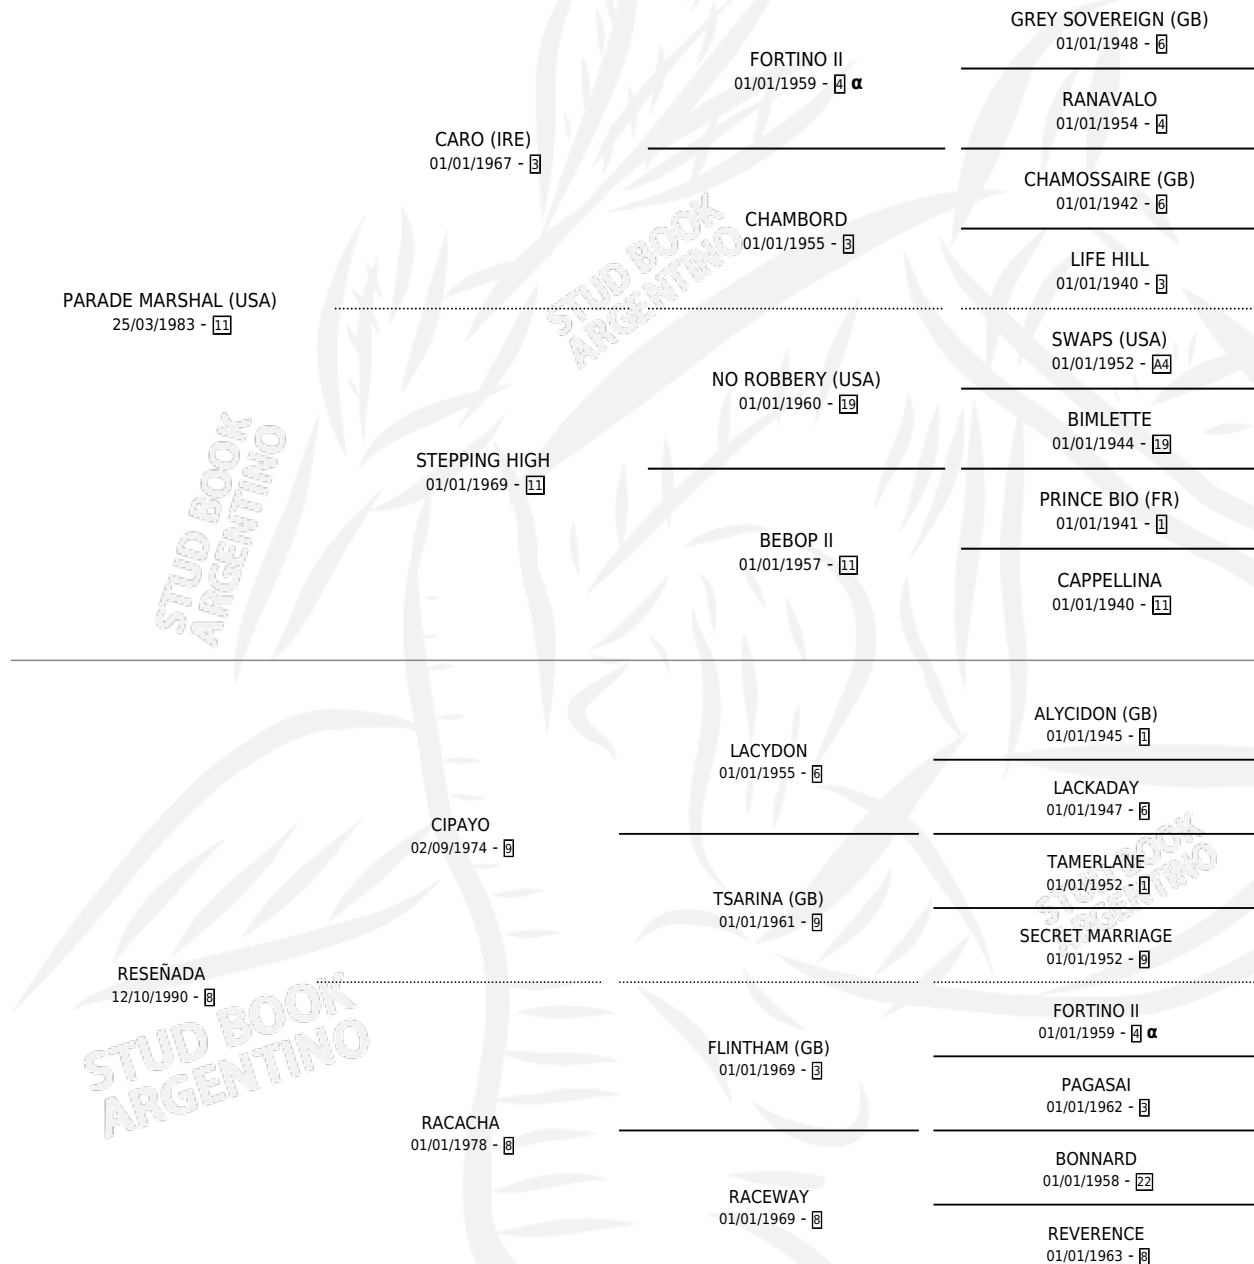 GREY SOVEREIGN (GB)
01/01/1948 - 6
FORTINO II
01/01/1959 - 4 α
RANAVALO
01/01/1954 - 4
CARO (IRE)
01/01/1967 - 3
CHAMOSSAIRE (GB)
01/01/1942 - 6
CHAMBORD
01/01/1955 - 3
LIFE HILL
01/01/1940 - 3
PARADE MARSHAL (USA)
25/03/1983 - 11
STUD BOOK
ARGENTINO
SWAPS (USA)
01/01/1952 - A4
NO ROBBERY (USA)
01/01/1960 - 19
BIMLETTE
01/01/1944 - 19
STEPPING HIGH
01/01/1969 - 11
PRINCE BIO (FR)
01/01/1941 - 1
BEBOP II
01/01/1957 - 11
CAPPELLINA
01/01/1940 - 11
STUD BOOK
ARGENTINO
ALYCIDON (GB)
01/01/1945 - 1
LACYDON
01/01/1955 - 6
LACKADAY
01/01/1947 - 6
CIPAYO
02/09/1974 - 9
TAMERLANE
01/01/1952 - 1
STUD BOOK
ARGENTINO
TSARINA (GB)
01/01/1961 - 9
SECRET MARRIAGE
01/01/1952 - 9
RESEÑADA
12/10/1990 - 8
FORTINO II
01/01/1959 - 4 α
STUD BOOK
ARGENTINO
FLINTHAM (GB)
01/01/1969 - 3
PAGASAI
01/01/1962 - 3
RACACHA
01/01/1978 - 8
BONNARD
01/01/1958 - 22
RACEWAY
01/01/1969 - 8
REVERENCE
01/01/1963 - 8